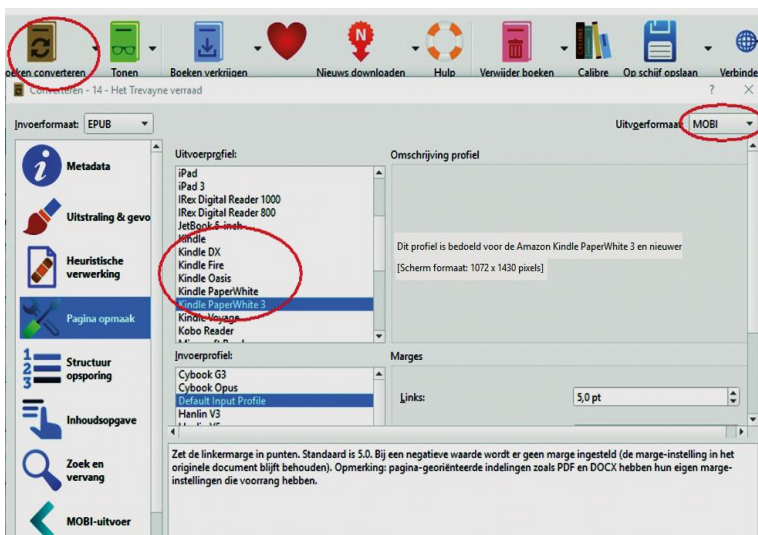 oeken converteren Tonen Boeken verkrijgen Nieuws downloaden Hulp Verwijder boeken Calibre Op schijf opslaan Verbinde
Converteren - 14 - Het Trevayne verraad
Invoerformaat: EPUB
Uitvoerformaat: MOBI
Metadata
Uitstraling & gevo
Heuristische
verwerking
Pagina opmaak
1
2
3
Structuur
opsporing
Inhoudsopgave
Zoek en
vervang
MOBI-uitvoer
Uitvoerprofiel:
iPad
iPad 3
IRex Digital Reader 1000
IRex Digital Reader 800
JetBook 5-inch
Kindle
Kindle DX
Kindle Fire
Kindle Oasis
Kindle PaperWhite
Kindle PaperWhite 3
Kindle Voyage
Kobo Reader
Omschrijving profiel
Dit profiel is bedoeld voor de Amazon Kindle PaperWhite 3 en nieuwer
[Scherm formaat: 1072 x 1430 pixels]
Invoerprofiel:
Cybook G3
Cybook Opus
Default Input Profile
Hanlin V3
Marges
Links: 5,0 pt
Zet de linkermarge in punten. Standaard is 5.0. Bij een negatieve waarde wordt er geen marge ingesteld (de marge-instelling in het
originele document blijft behouden). Opmerking: pagina-georiënteerde indelingen zoals PDF en DOCX hebben hun eigen marge-
instellingen die voorrang hebben.